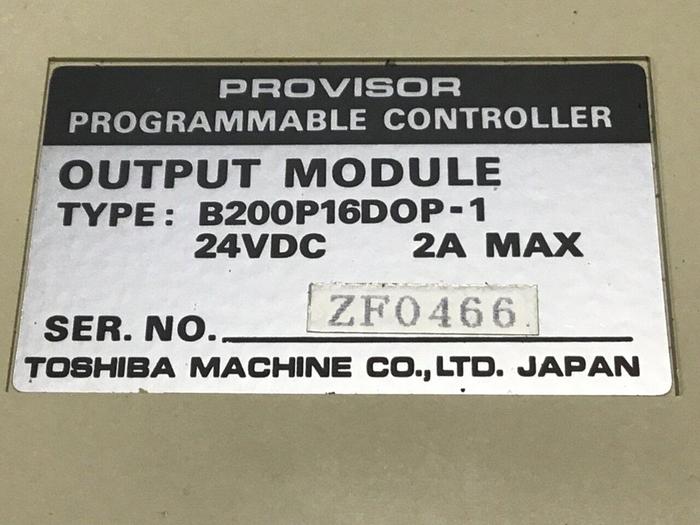 PROVISOR
PROGRAMMABLE CONTROLLER
OUTPUT MODULE
TYPE: B200P16DOP-1
24VDC 2A MAX
SER. NO. ZF0466
TOSHIBA MACHINE CO.,LTD. JAPAN